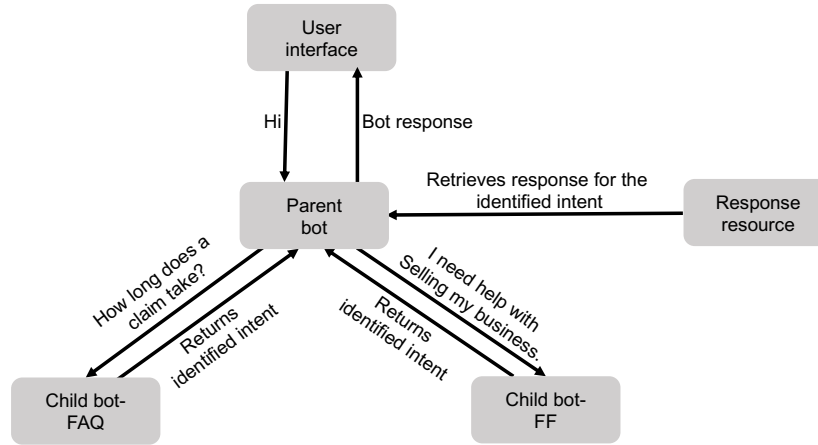 User
interface
Hi
Bot response
Retrieves response for the
identified intent
Parent
bot
Response
resource
How long does a
claim take?
Returns
identified intent
I need help with
Selling my business.
Returns
identified intent
Child bot-
FAQ
Child bot-
FF